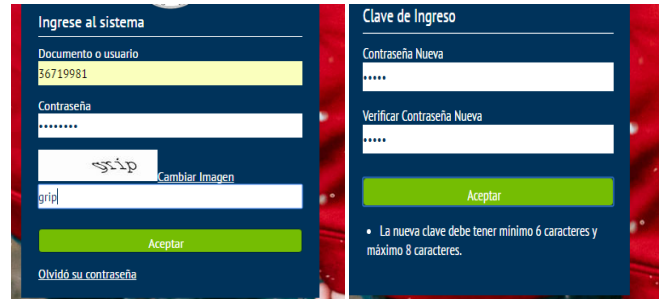 Ingrese al sistema
Documento o usuario
36719981
Contraseña
••••••••
grip
Cambiar Imagen
grip
Aceptar
Olvidó su contraseña
Clave de Ingreso
Contraseña Nueva
•••••
Verificar Contraseña Nueva
•••••
Aceptar
• La nueva clave debe tener minimo 6 caracteres y
máximo 8 caracteres.